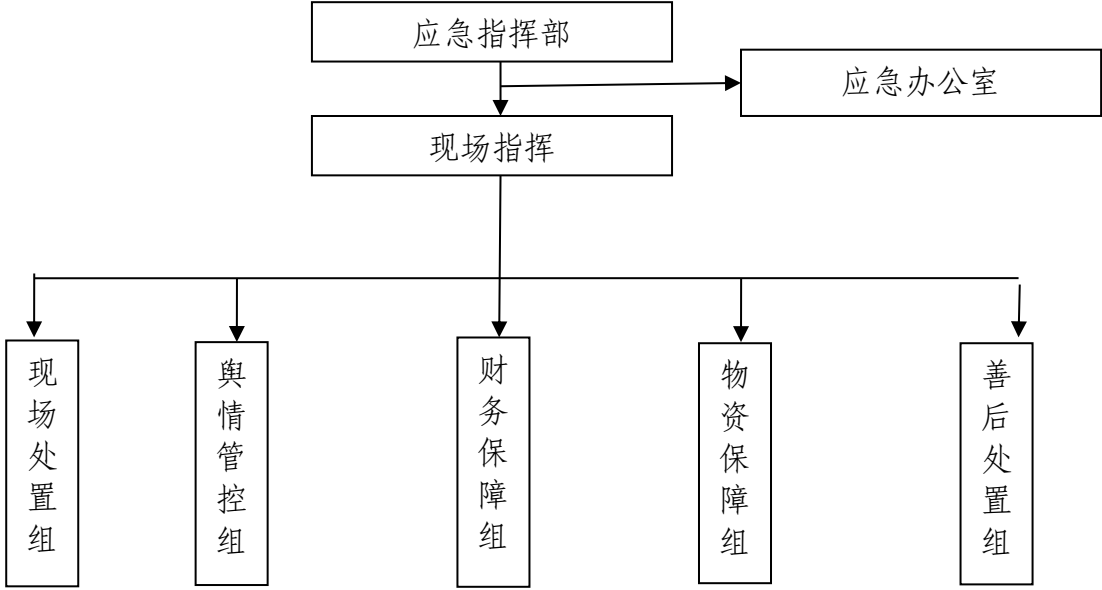 应急指挥部
应急办公室
现场指挥
现场处置组
舆情管控组
财务保障组
物资保障组
善后处置组